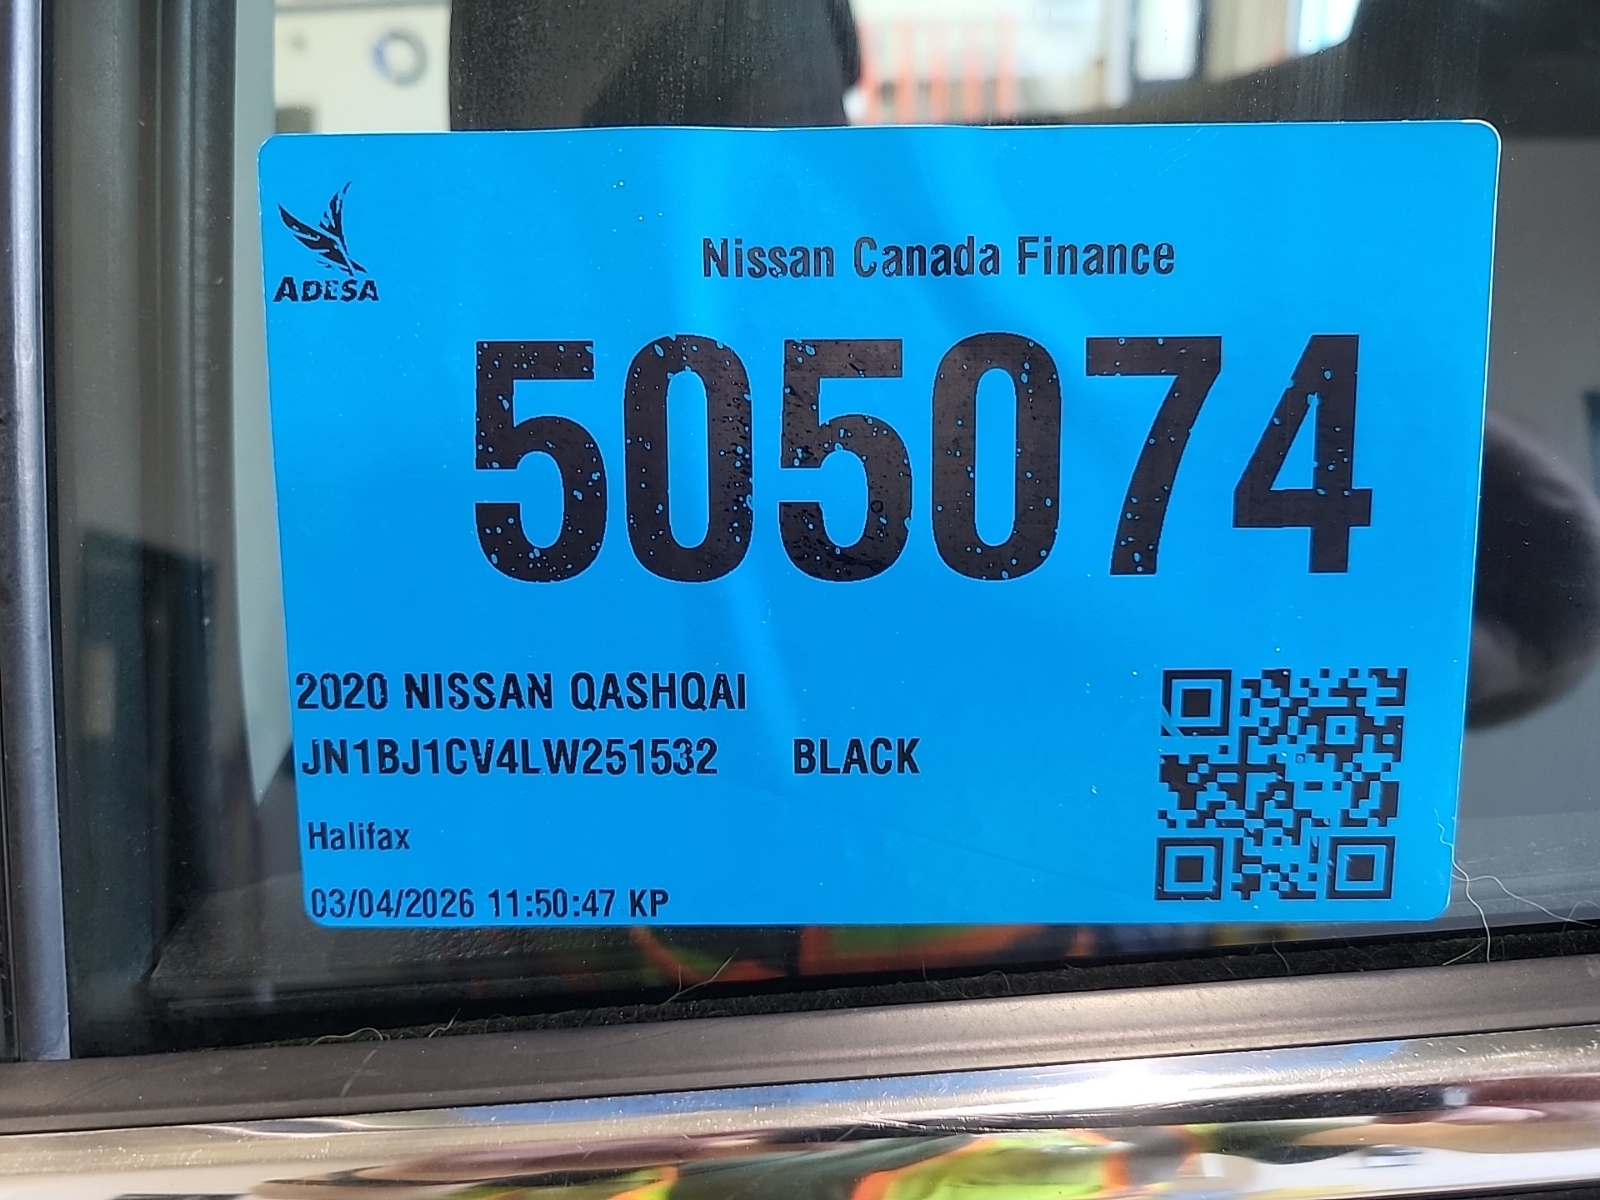 ADESA
Nissan Canada Finance
505074
2020 NISSAN QASHQAI
JN1BJ1CV4LW251532 BLACK
Halifax
03/04/2026 11:50:47 KP